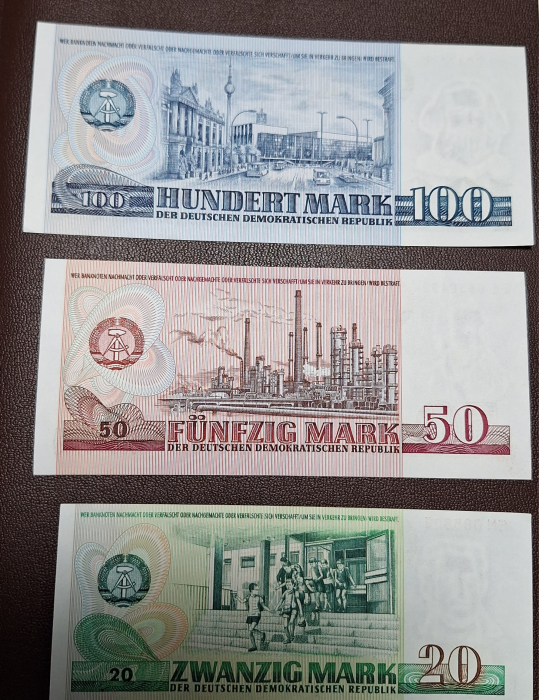 WER BANKNOTEN NACHMACHT ODER VERFÄLSCHT ODER NACHGEMACHTE ODER VERFÄLSCHTE SICH VERSCHAFFT/UM SIE IN VERKEHR ZU BRINGEN/WIRD BESTRAFT
100 HUNDERT MARK 100
DER DEUTSCHEN DEMOKRATISCHEN REPUBLIK
WER BANKNOTEN NACHMACHT ODER VERFÄLSCHT ODER NACHGEMACHTE ODER VERFÄLSCHTE SICH VERSCHAFFT/UM SIE IN VERKEHR ZU BRINGEN/WIRD BESTRAFT
50 FÜNFZIG MARK 50
DER DEUTSCHEN DEMOKRATISCHEN REPUBLIK
WER BANKNOTEN NACHMACHT ODER VERFÄLSCHT ODER NACHGEMACHTE ODER VERFÄLSCHTE SICH VERSCHAFFT/UM SIE IN VERKEHR ZU BRINGEN/WIRD BESTRAFT
20 ZWANZIG MARK 20
DER DEUTSCHEN DEMOKRATISCHEN REPUBLIK